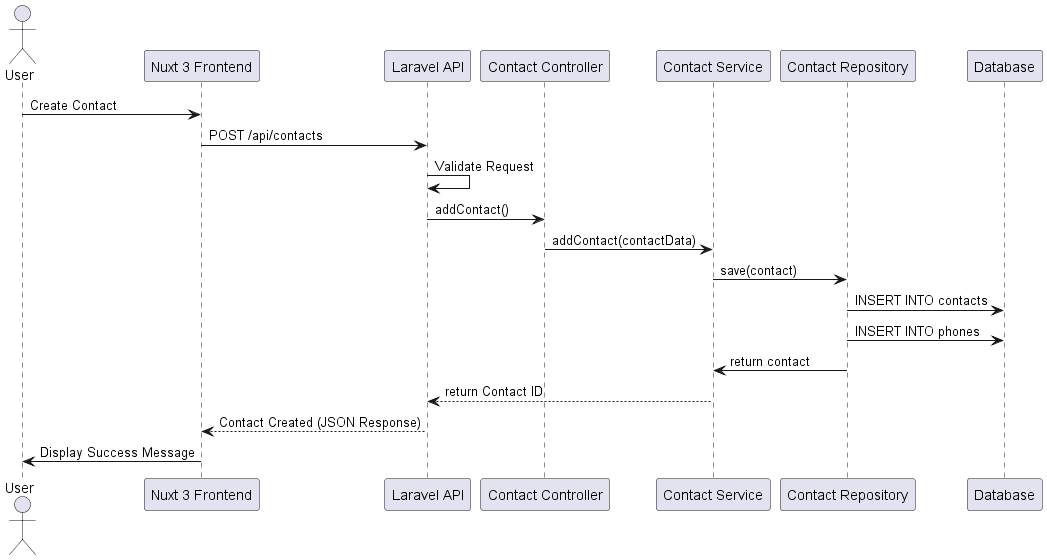 User
Nuxt 3 Frontend
Laravel API
Contact Controller
Contact Service
Contact Repository
Database
Create Contact
POST /api/contacts
Validate Request
addContact()
addContact(contactData)
save(contact)
INSERT INTO contacts
INSERT INTO phones
return contact
return Contact ID
Contact Created (JSON Response)
Display Success Message
User
Nuxt 3 Frontend
Laravel API
Contact Controller
Contact Service
Contact Repository
Database